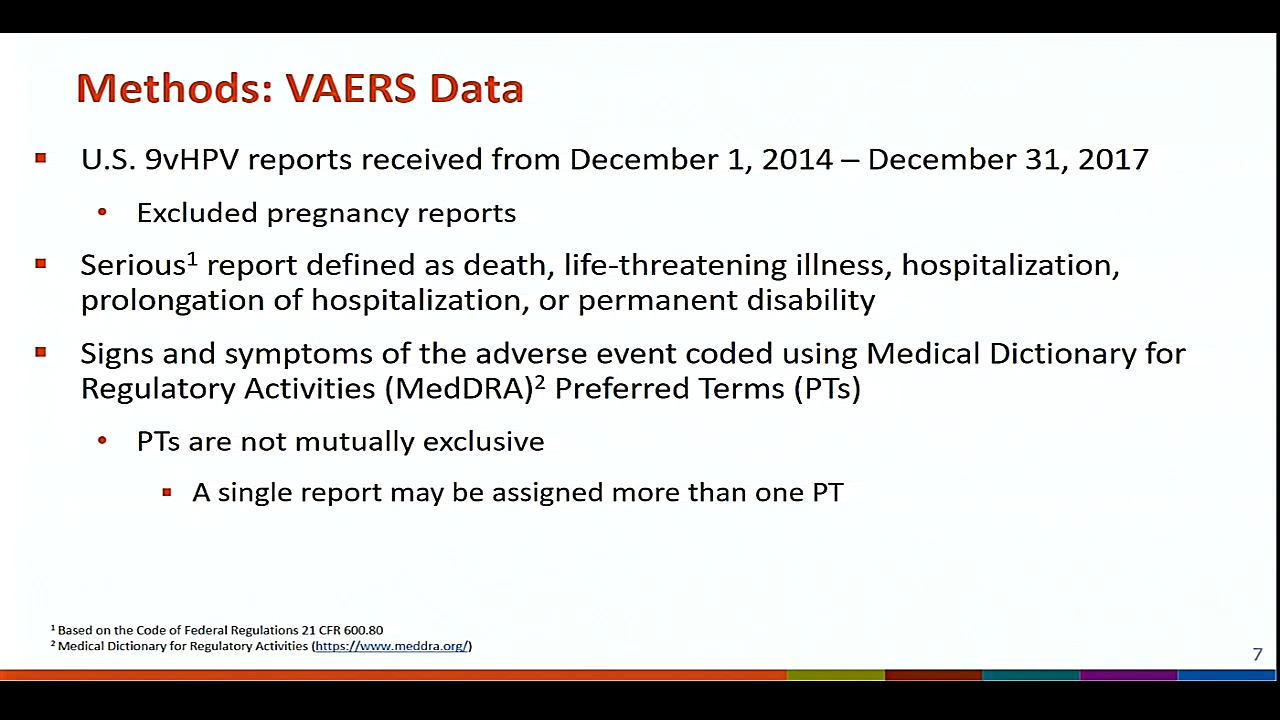 Methods: VAERS Data
▪ U.S. 9vHPV reports received from December 1, 2014 – December 31, 2017
• Excluded pregnancy reports
▪ Serious¹ report defined as death, life-threatening illness, hospitalization,
prolongation of hospitalization, or permanent disability
▪ Signs and symptoms of the adverse event coded using Medical Dictionary for
Regulatory Activities (MedDRA)² Preferred Terms (PTs)
• PTs are not mutually exclusive
▪ A single report may be assigned more than one PT
¹ Based on the Code of Federal Regulations 21 CFR 600.80
² Medical Dictionary for Regulatory Activities (https://www.meddra.org/)
7